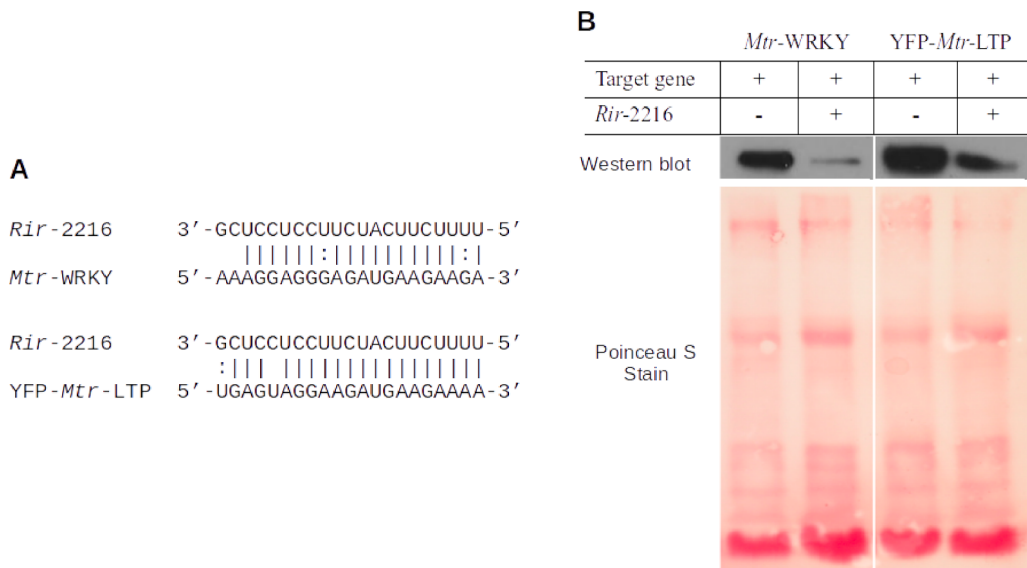 A
Rir-2216 3’-GCUCCUCCUUCUACUUCUUUU-5’
||||||:||||||||||:|
Mtr-WRKY 5’-AAAGGAGGGAGAUGAAGAAGA-3’
Rir-2216 3’-GCUCCUCCUUCUACUUCUUUU-5’
:||| ||||||||||||||||
YFP-Mtr-LTP 5’-UGAGUAGGAAGAUGAAGAAAA-3’
B
Mtr-WRKY YFP-Mtr-LTP
Target gene + + + +
Rir-2216 - + - +
Western blot
Poinceau S
Stain